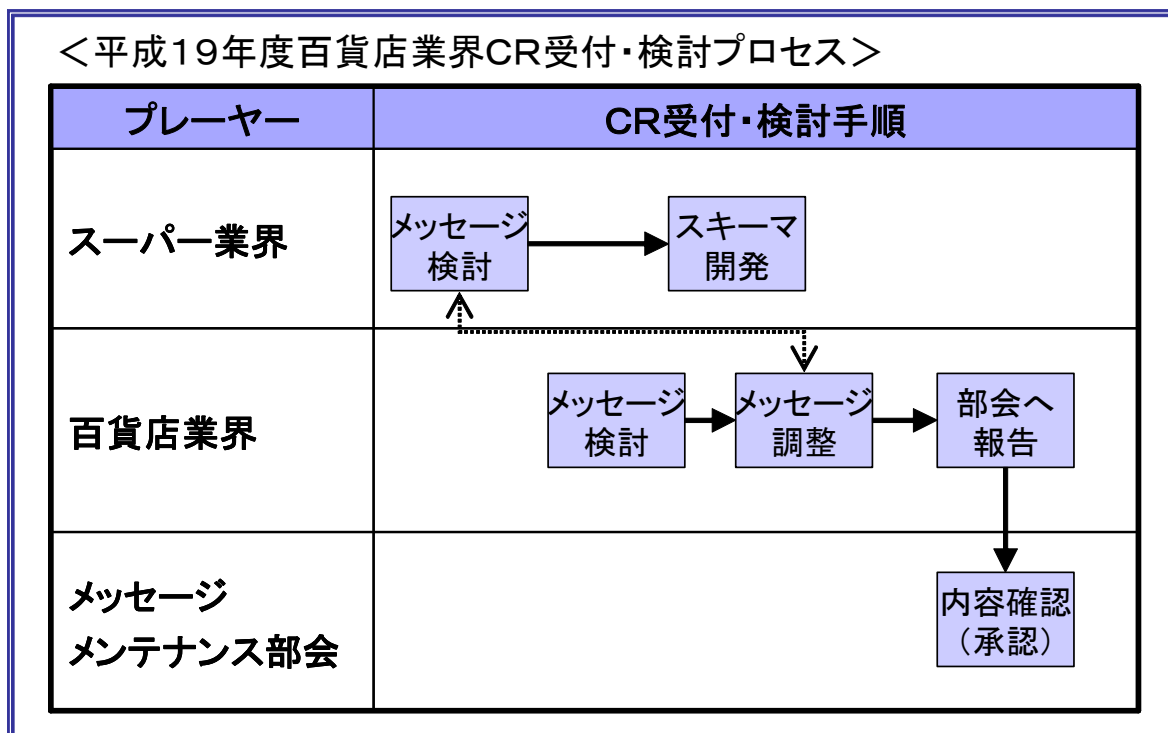 ＜平成１９年度百貨店業界ＣＲ受付・検討プロセス＞
プレーヤー
ＣＲ受付・検討手順
スーパー業界
メッセージ
検討
スキーマ
開発
百貨店業界
メッセージ
検討
メッセージ
調整
部会へ
報告
メッセージ
メンテナンス部会
内容確認
（承認）